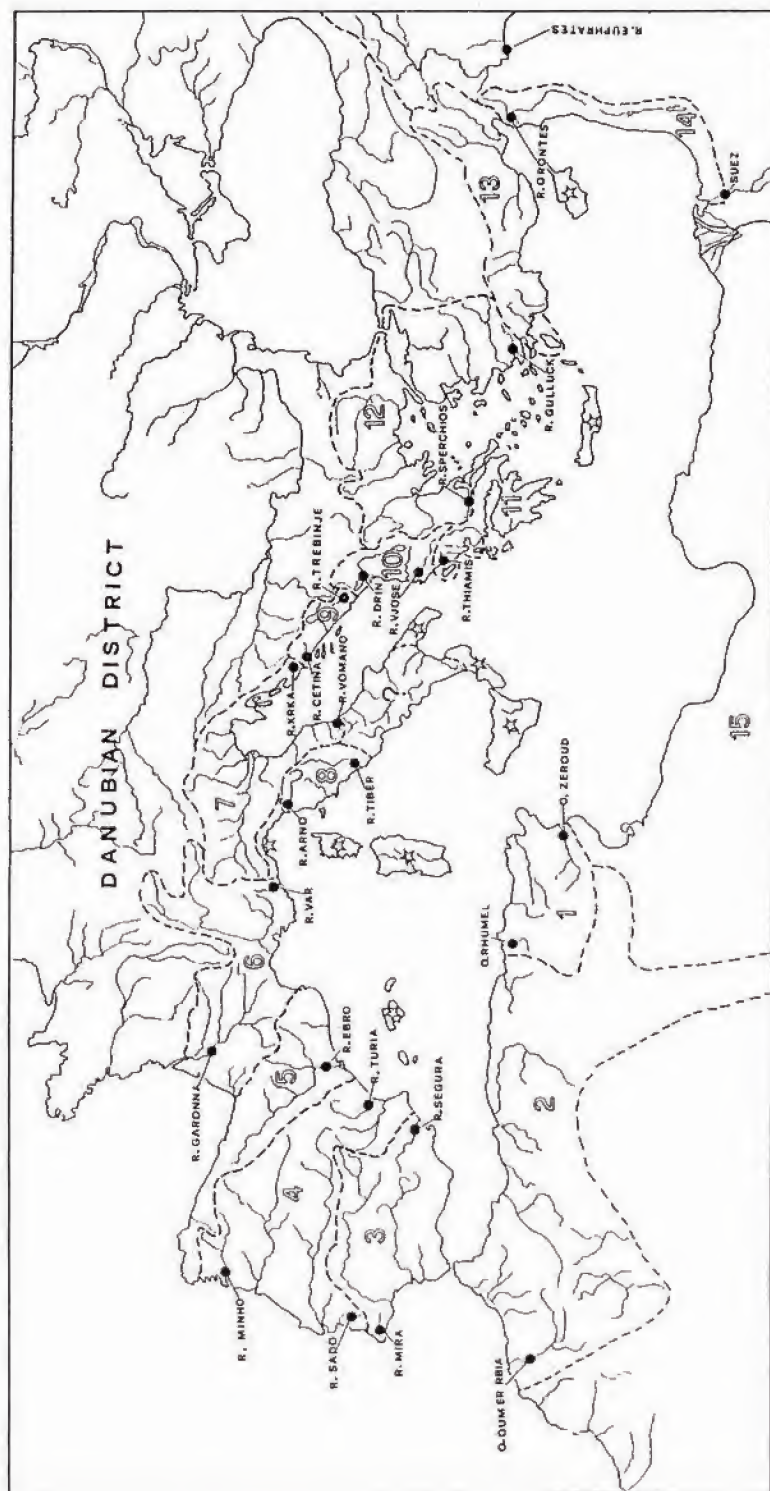 DANUBIAN DISTRICT
R. MINHO
R. GARONNA
R. SADO
R. MIRA
R. EBRO
R. TURIA
R. SEGURA
R. VAR
R. ARNO
R. TIBER
R. VOMANO
R. KRKA
R. CETINA
R. TREBINJE
R. DRIN
R. VJOSE
R. THIAMIS
R. SPERCHIOS
R. GULLUCK
R. ORONTES
R. EUPHRATES
SUEZ
O. ZEROUD
O. RHUMEL
O-OUM ER RBIA
1
2
3
4
5
6
7
8
9
10
11
12
13
14
15
?